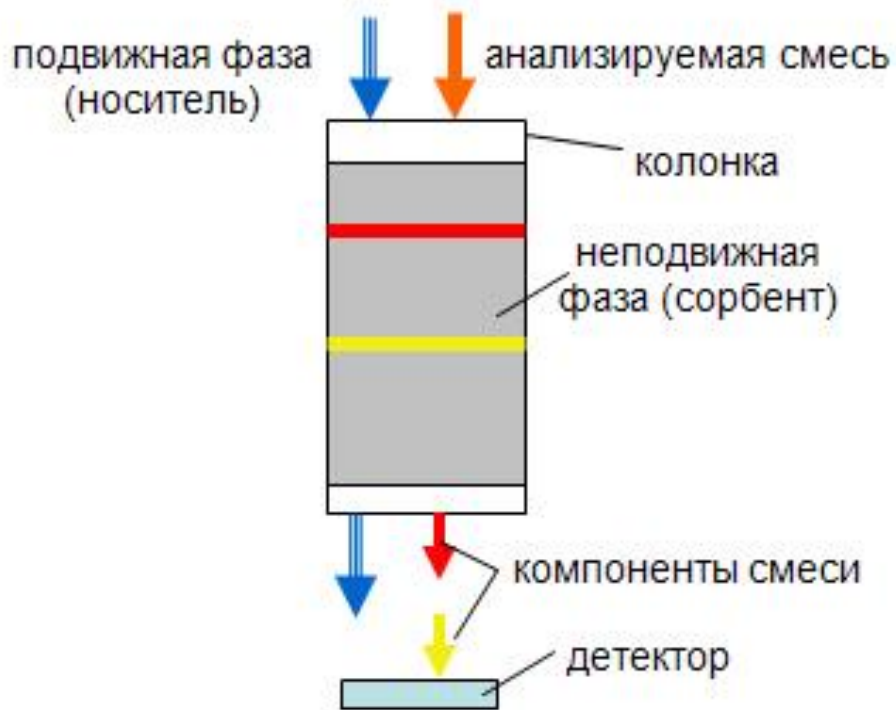 подвижная фаза
(носитель)
анализируемая смесь
колонка
неподвижная
фаза (сорбент)
компоненты смеси
детектор